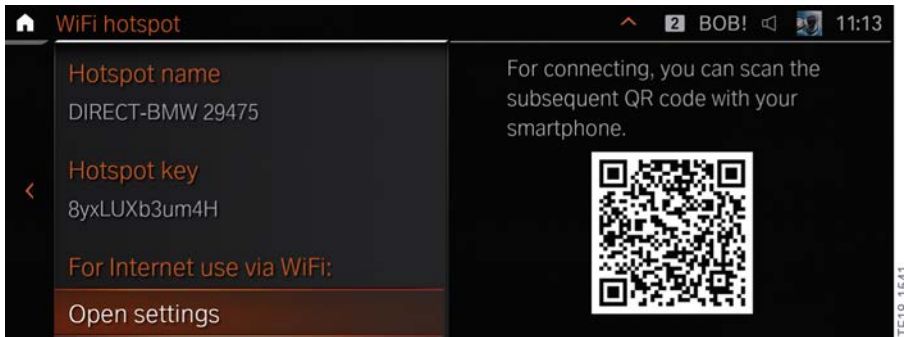 WiFi hotspot
2 BOB! 11:13
Hotspot name
DIRECT-BMW 29475
Hotspot key
8yxLUXb3um4H
For Internet use via WiFi:
Open settings
For connecting, you can scan the
subsequent QR code with your
smartphone.
TE18-1541